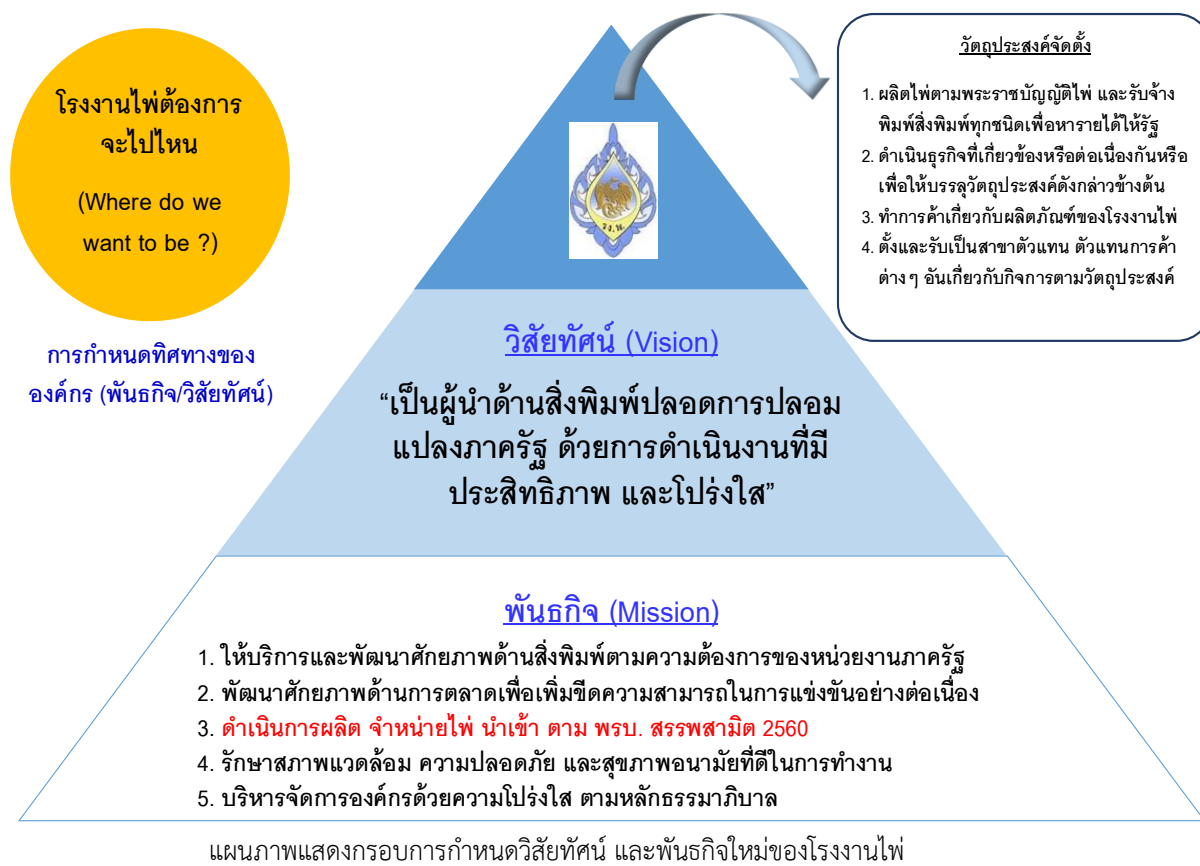 โรงงานไพ่ต้องการ
จะไปไหน
(Where do we
want to be ?)
การกำหนดทิศทางของ
องค์กร (พันธกิจ/วิสัยทัศน์)
วัตถุประสงค์จัดตั้ง
1. ผลิตไพ่ตามพระราชบัญญัติไพ่ และรับจ้าง
พิมพ์สิ่งพิมพ์ทุกชนิดเพื่อหารายได้ให้รัฐ
2. ดำเนินธุรกิจที่เกี่ยวข้องหรือต่อเนื่องกันหรือ
เพื่อให้บรรลุวัตถุประสงค์ดังกล่าวข้างต้น
3. ทำการค้าเกี่ยวกับผลิตภัณฑ์ของโรงงานไพ่
4. ตั้งและรับเป็นสาขาตัวแทน ตัวแทนการค้า
ต่าง ๆ อันเกี่ยวกับกิจการตามวัตถุประสงค์
ร.ง.พ.
วิสัยทัศน์ (Vision)
“เป็นผู้นำด้านสิ่งพิมพ์ปลอดการปลอม
แปลงภาครัฐ ด้วยการดำเนินงานที่มี
ประสิทธิภาพ และโปร่งใส”
พันธกิจ (Mission)
1. ให้บริการและพัฒนาศักยภาพด้านสิ่งพิมพ์ตามความต้องการของหน่วยงานภาครัฐ
2. พัฒนาศักยภาพด้านการตลาดเพื่อเพิ่มขีดความสามารถในการแข่งขันอย่างต่อเนื่อง
3. ดำเนินการผลิต จำหน่ายไพ่ นำเข้า ตาม พรบ. สรรพสามิต 2560
4. รักษาสภาพแวดล้อม ความปลอดภัย และสุขภาพอนามัยที่ดีในการทำงาน
5. บริหารจัดการองค์กรด้วยความโปร่งใส ตามหลักธรรมาภิบาล
แผนภาพแสดงกรอบการกำหนดวิสัยทัศน์ และพันธกิจใหม่ของโรงงานไพ่